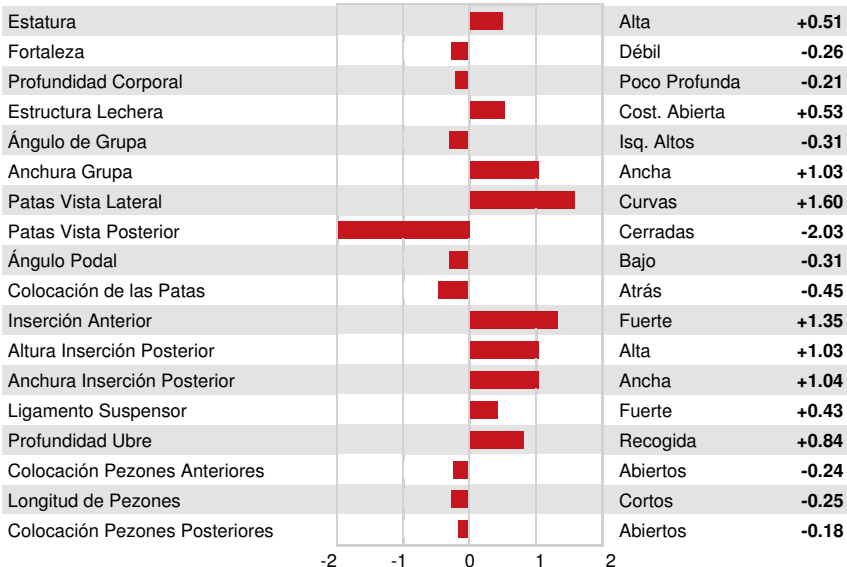 Estatura Alta +0.51
Fortaleza Débil -0.26
Profundidad Corporal Poco Profunda -0.21
Estructura Lechera Cost. Abierta +0.53
Ángulo de Grupa Isq. Altos -0.31
Anchura Grupa Ancha +1.03
Patas Vista Lateral Curvas +1.60
Patas Vista Posterior Cerradas -2.03
Ángulo Podal Bajo -0.31
Colocación de las Patas Atrás -0.45
Inserción Anterior Fuerte +1.35
Altura Inserción Posterior Alta +1.03
Anchura Inserción Posterior Ancha +1.04
Ligamento Suspensor Fuerte +0.43
Profundidad Ubre Recogida +0.84
Colocación Pezones Anteriores Abiertos -0.24
Longitud de Pezones Cortos -0.25
Colocación Pezones Posteriores Abiertos -0.18
-2 -1 0 1 2